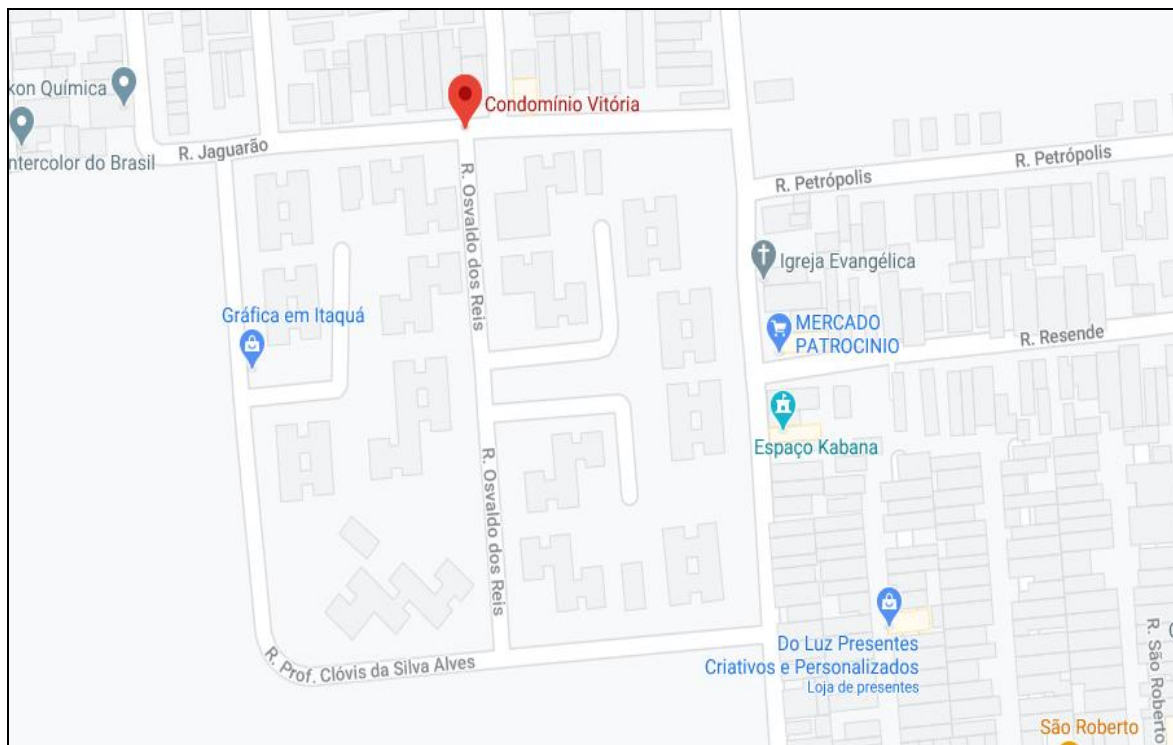 kon Química
ntercolor do Brasil
R. Jaguarão
Condomínio Vitória
R. Petrópolis
R. Petrópolis
R. Osvaldo dos Reis
Igreja Evangélica
Gráfica em Itaquá
MERCADO
PATROCINIO
R. Resende
Espaço Kabana
R. Osvaldo dos Reis
Do Luz Presentes
Criativos e Personalizados
Loja de presentes
R. Prof. Clóvis da Silva Alves
R. São Roberto
São Roberto